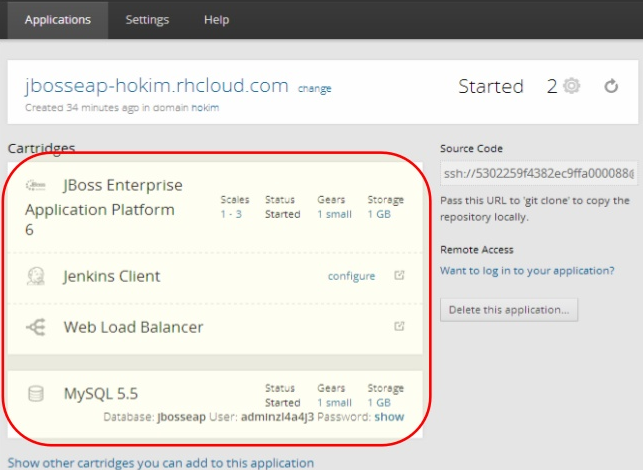 Applications Settings Help
jbosseap-hokim.rhcloud.com change
Started 2
Created 34 minutes ago in domain hokim
Cartridges
JBoss Enterprise
Application Platform
6
Scales Status Gears Storage
1 - 3 Started 1 small 1 GB
Jenkins Client configure
Web Load Balancer
MySQL 5.5
Status Gears Storage
Started 1 small 1 GB
Database: jbosseap User: adminzl4a4j3 Password: show
Show other cartridges you can add to this application
Source Code
ssh://5302259f4382ec9ffa000088@
Pass this URL to 'git clone' to copy the
repository locally.
Remote Access
Want to log in to your application?
Delete this application...